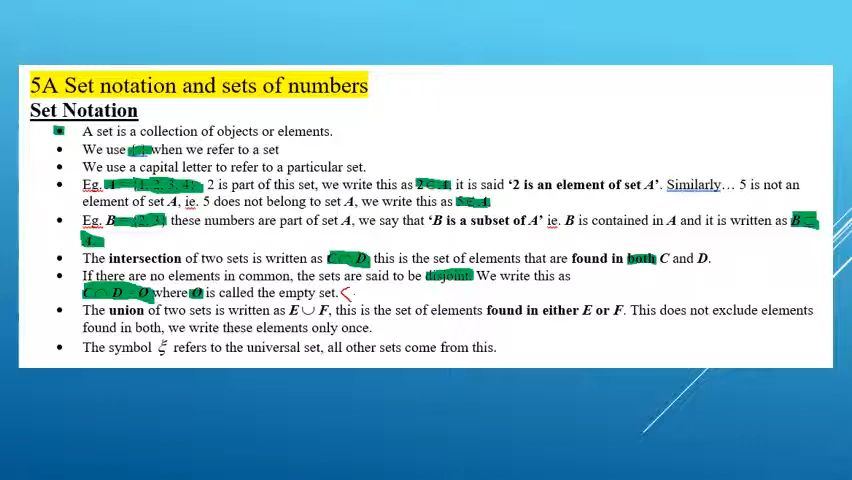 5A Set notation and sets of numbers
Set Notation
• A set is a collection of objects or elements.
• We use { } when we refer to a set
• We use a capital letter to refer to a particular set.
• Eg. A = {1, 2, 3, 4} 2 is part of this set, we write this as 2 ∈ A, it is said ‘2 is an element of set A’. Similarly… 5 is not an
element of set A, ie. 5 does not belong to set A, we write this as 5 ∉ A.
• Eg. B = {2, 3} these numbers are part of set A, we say that ‘B is a subset of A’ ie. B is contained in A and it is written as B ⊆
A.
• The intersection of two sets is written as C ∩ D, this is the set of elements that are found in both C and D.
• If there are no elements in common, the sets are said to be disjoint. We write this as
C ∩ D = Ø where Ø is called the empty set.
• The union of two sets is written as E ∪ F, this is the set of elements found in either E or F. This does not exclude elements
found in both, we write these elements only once.
• The symbol ξ refers to the universal set, all other sets come from this.